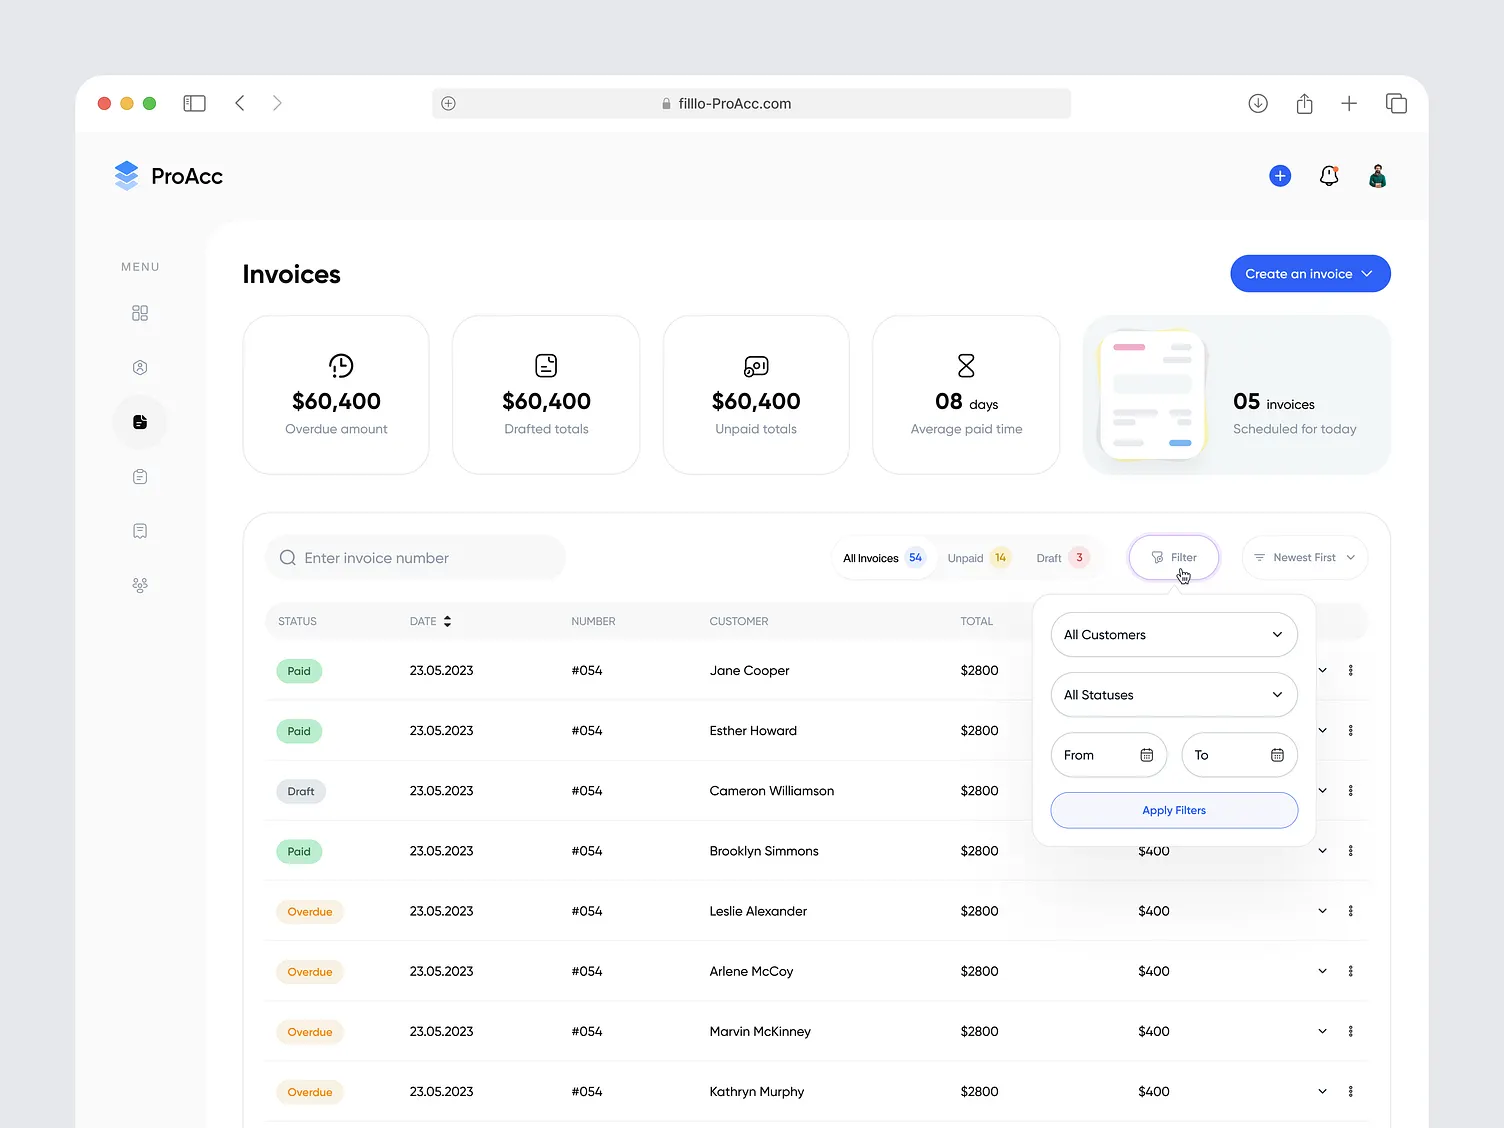 filllo-ProAcc.com
ProAcc
MENU
Invoices
Create an invoice
$60,400
Overdue amount
$60,400
Drafted totals
$60,400
Unpaid totals
08 days
Average paid time
05 invoices
Scheduled for today
Enter invoice number
All Invoices 54
Unpaid 14
Draft 3
Filter
Newest First
STATUS DATE NUMBER CUSTOMER TOTAL
All Customers
All Statuses
From
To
Apply Filters
Paid 23.05.2023 #054 Jane Cooper $2800
Paid 23.05.2023 #054 Esther Howard $2800
Draft 23.05.2023 #054 Cameron Williamson $2800
Paid 23.05.2023 #054 Brooklyn Simmons $2800 $400
Overdue 23.05.2023 #054 Leslie Alexander $2800 $400
Overdue 23.05.2023 #054 Arlene McCoy $2800 $400
Overdue 23.05.2023 #054 Marvin McKinney $2800 $400
Overdue 23.05.2023 #054 Kathryn Murphy $2800 $400